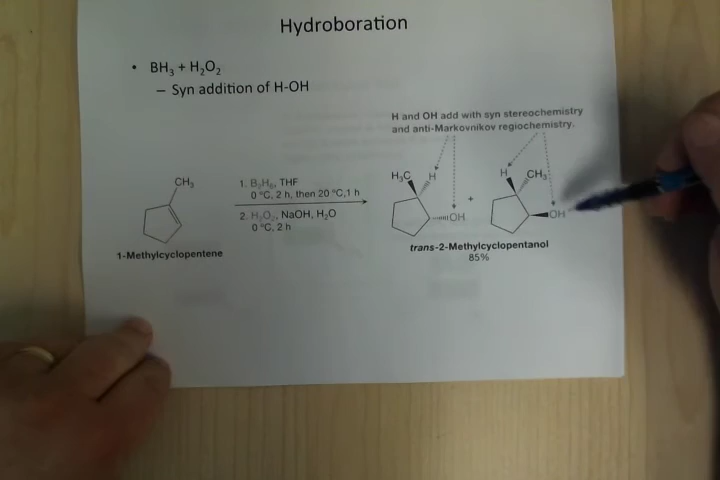 Hydroboration
• BH3 + H2O2
– Syn addition of H-OH
H and OH add with syn stereochemistry
and anti-Markovnikov regiochemistry.
CH3
1. B2H6, THF
0 °C, 2 h, then 20 °C,1 h
2. H2O2, NaOH, H2O
0 °C, 2 h
1-Methylcyclopentene
H3C H
OH
+
H CH3
OH
trans-2-Methylcyclopentanol
85%